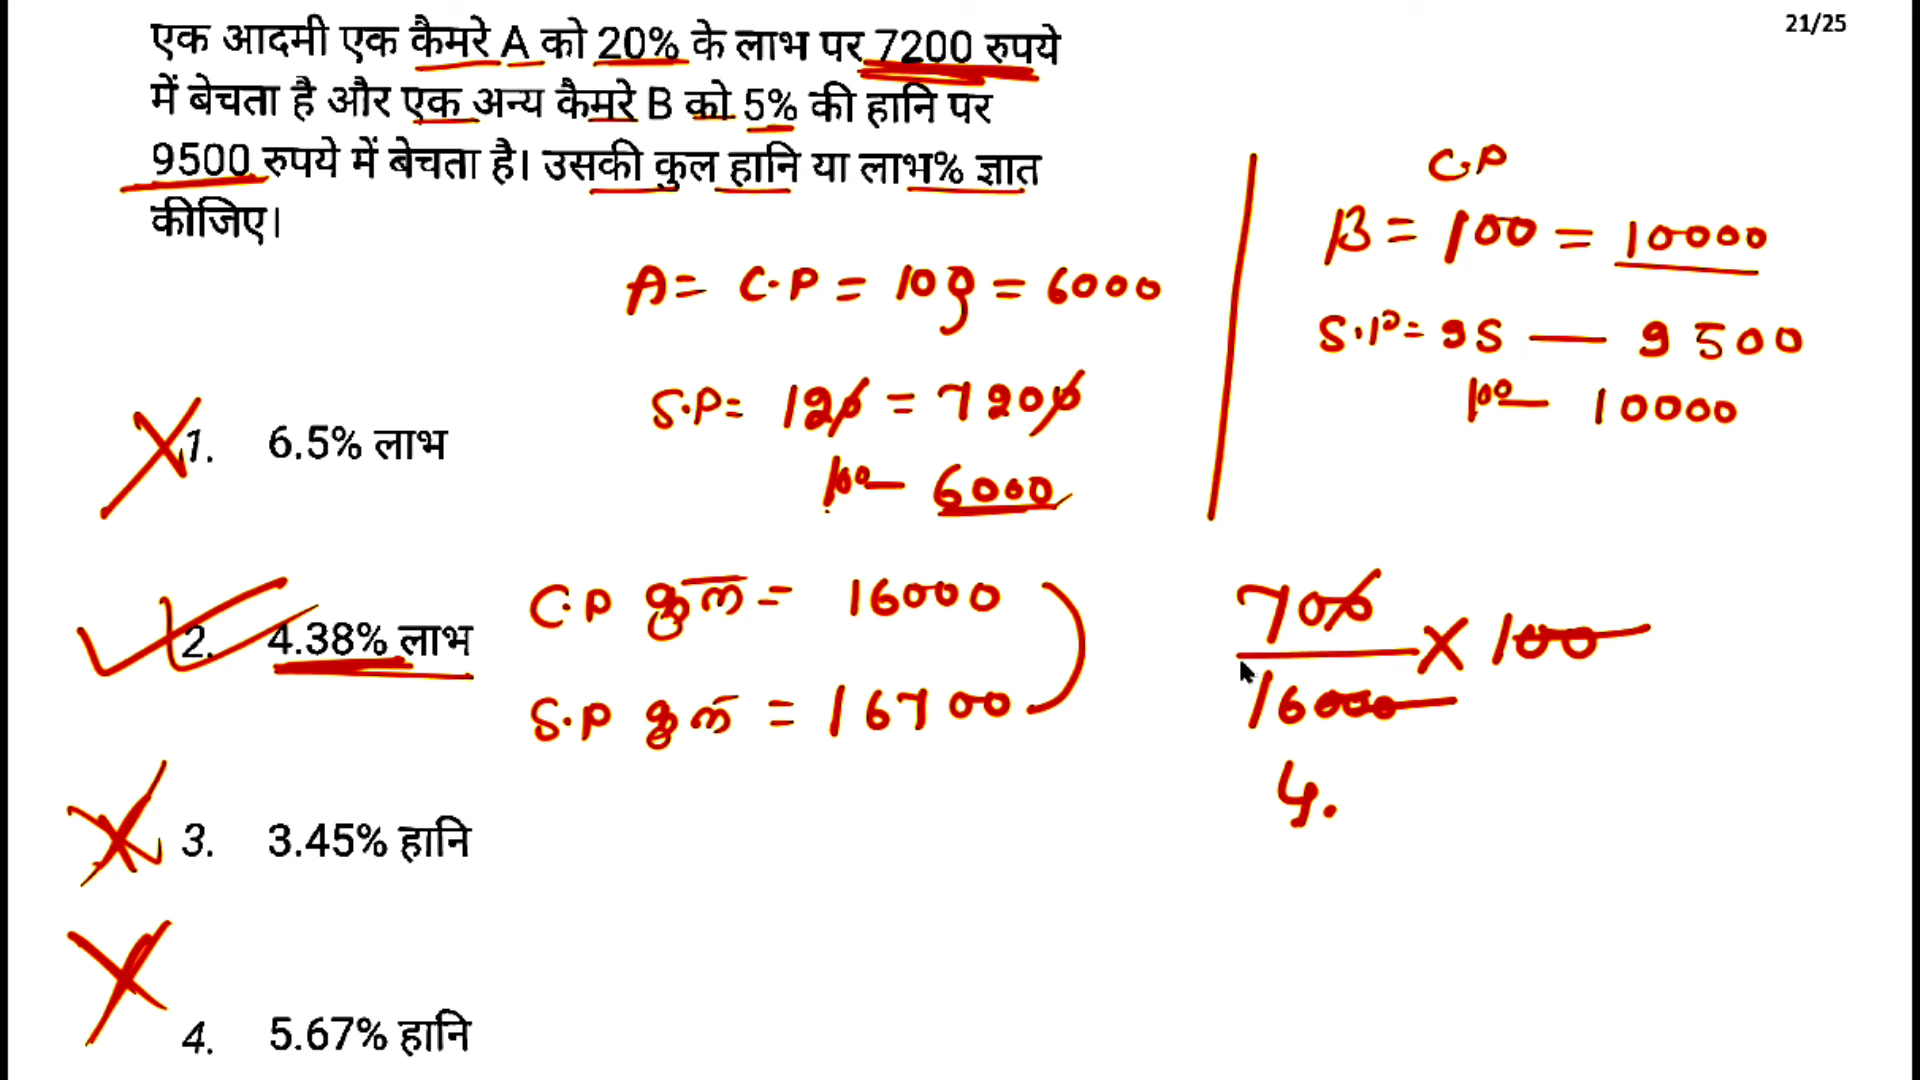 21/25
एक आदमी एक कैमरे A को 20% के लाभ पर 7200 रुपये
में बेचता है और एक अन्य कैमरे B को 5% की हानि पर
9500 रुपये में बेचता है। उसकी कुल हानि या लाभ% ज्ञात
कीजिए।
A = C.P = 100 = 6000
S.P = 120 = 7200
100 — 6000
C.P
B = 100 = 10000
S.P = 95 — 9500
100 — 10000
1. 6.5% लाभ
2. 4.38% लाभ
3. 3.45% हानि
4. 5.67% हानि
C.P कुल = 16000
S.P कुल = 16700
700
16000
X 100
4.